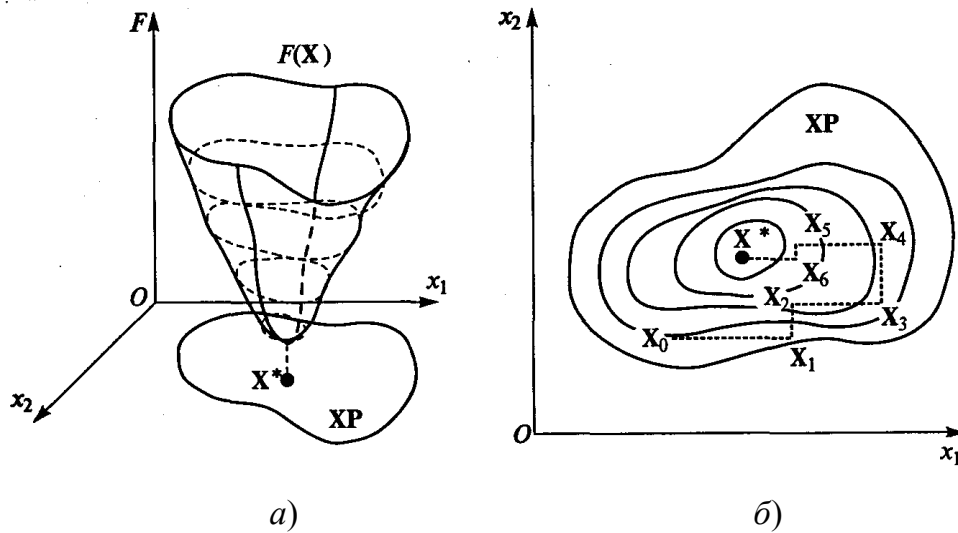 F
F(X)
O
x₁
x₂
X*
XP
а)
x₂
XP
X*
X₅
X₄
X₆
X₂
X₃
X₀
X₁
O
x₁
б)